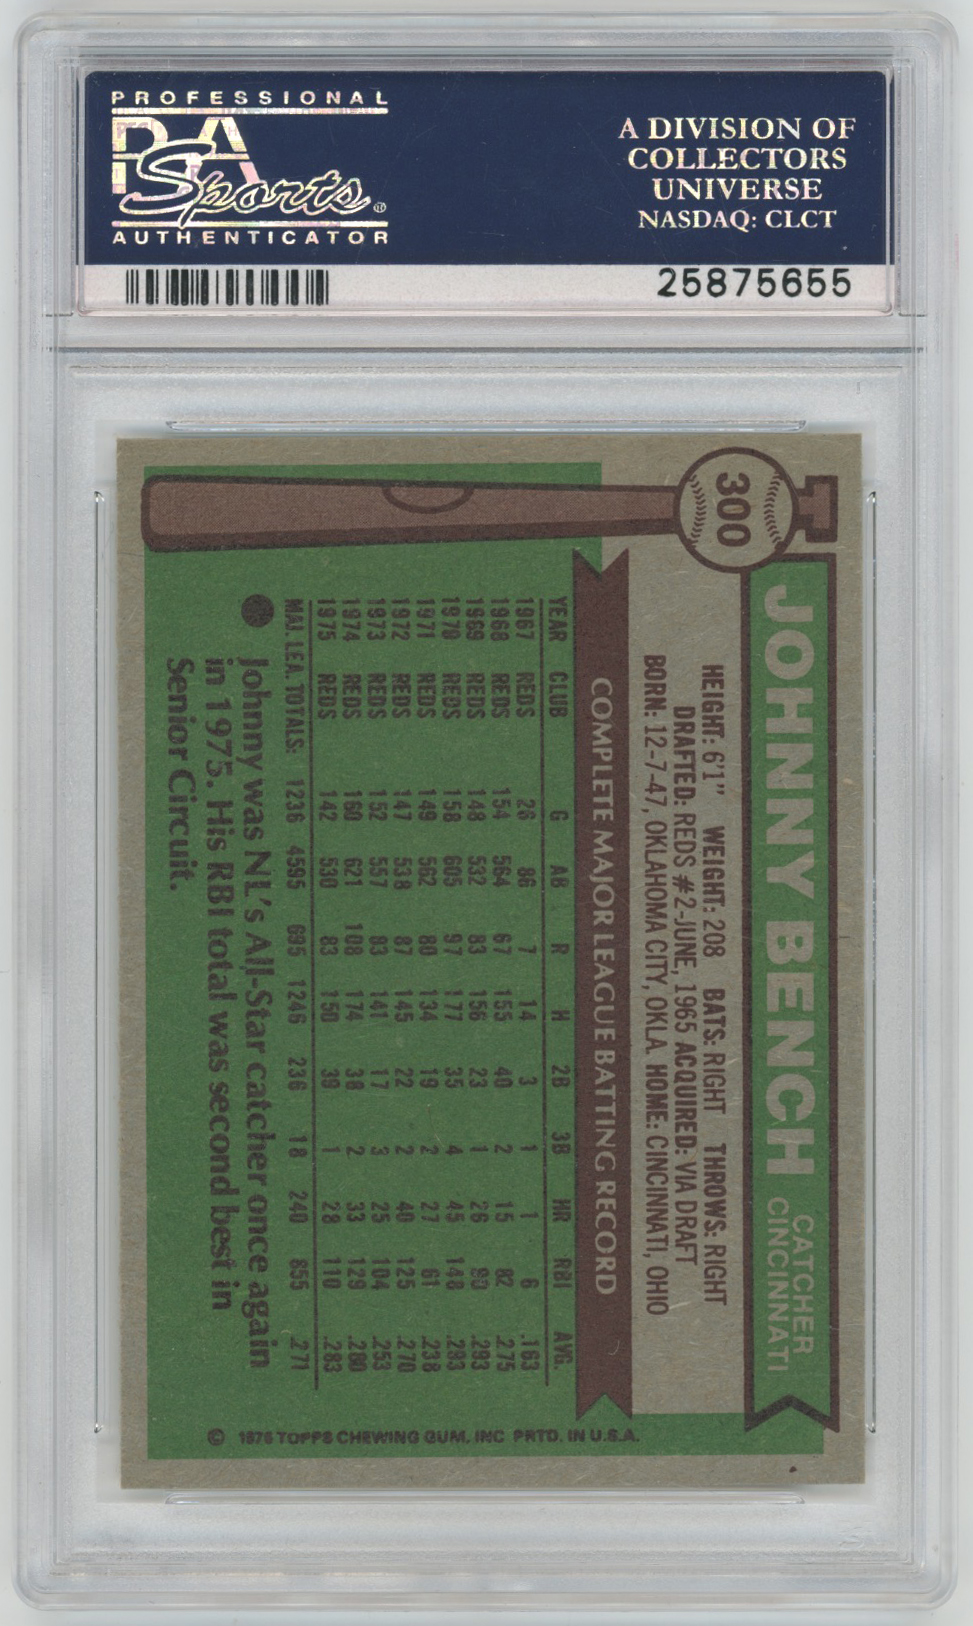 PROFESSIONAL
PSA
Sports®
AUTHENTICATOR
A DIVISION OF
COLLECTORS
UNIVERSE
NASDAQ: CLCT
25875655
300
JOHNNY BENCH CATCHER
CINCINNATI
HEIGHT: 6'1" WEIGHT: 208 BATS: RIGHT THROWS: RIGHT
DRAFTED: REDS #2-JUNE, 1965 ACQUIRED: VIA DRAFT
BORN: 12-7-47, OKLAHOMA CITY, OKLA. HOME: CINCINNATI, OHIO
COMPLETE MAJOR LEAGUE BATTING RECORD
YEAR CLUB G AB R H 2B 3B HR RBI AVG.
1967 REDS 26 86 7 14 3 1 1 6 .163
1968 REDS 154 564 67 155 40 2 15 82 .275
1969 REDS 148 532 83 156 23 1 26 90 .293
1970 REDS 158 605 97 177 35 4 45 148 .293
1971 REDS 149 562 80 134 19 2 27 61 .238
1972 REDS 147 538 87 145 22 2 40 125 .270
1973 REDS 152 557 83 141 17 3 25 104 .253
1974 REDS 160 621 108 174 38 2 33 129 .280
1975 REDS 142 530 83 150 39 1 28 110 .283
MAJ. LEA. TOTALS: 1236 4595 695 1246 236 18 240 855 .271
Johnny was NL's All-Star catcher once again
in 1975. His RBI total was second best in
Senior Circuit.
© 1976 TOPPS CHEWING GUM, INC PRTD. IN U.S.A.